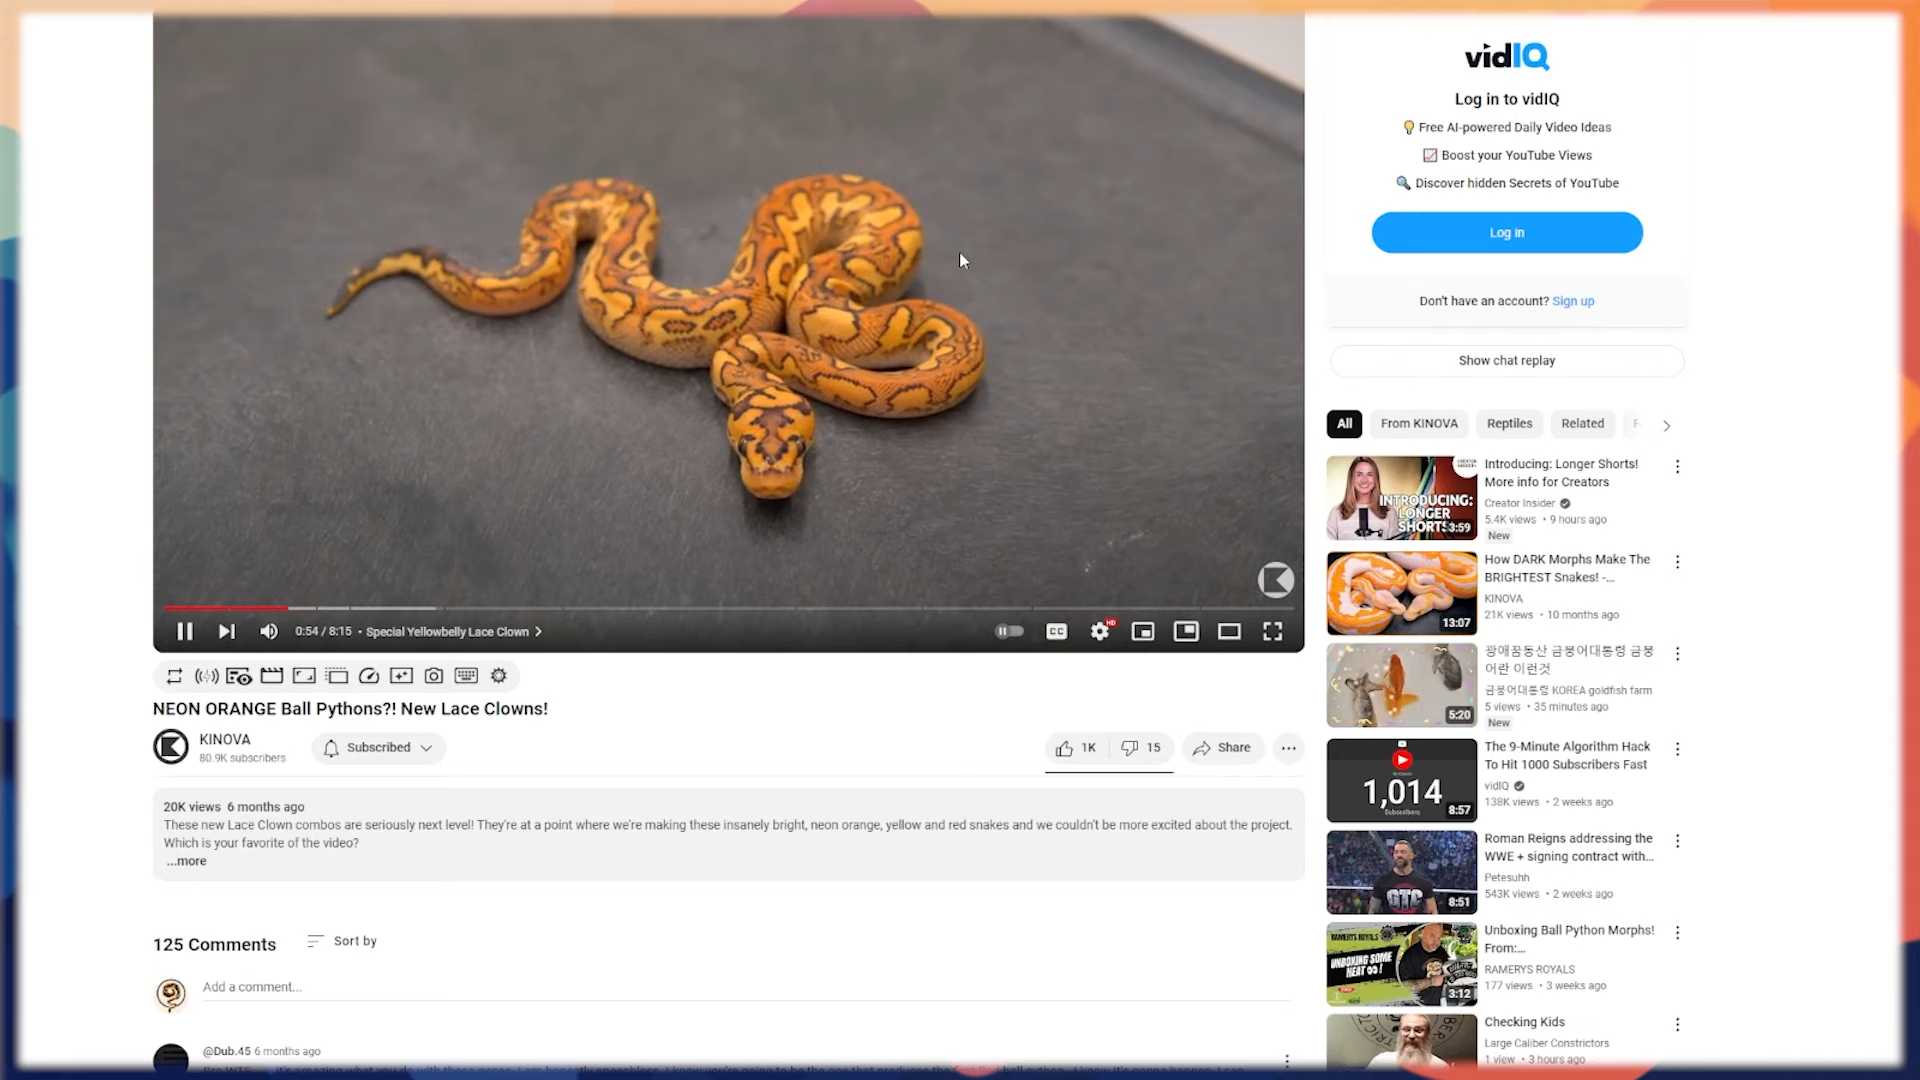 0:54 / 8:15 • Special Yellowbelly Lace Clown
CC
HD
NEON ORANGE Ball Pythons?! New Lace Clowns!
KINOVA
80.9K subscribers
Subscribed
1K
15
Share
20K views 6 months ago
These new Lace Clown combos are seriously next level! They're at a point where we're making these insanely bright, neon orange, yellow and red snakes and we couldn't be more excited about the project.
Which is your favorite of the video?
...more
125 Comments
Sort by
Add a comment...
@Dub.45 6 months ago
vidIQ
Log in to vidIQ
Free AI-powered Daily Video Ideas
Boost your YouTube Views
Discover hidden Secrets of YouTube
Log in
Don't have an account? Sign up
Show chat replay
All
From KINOVA
Reptiles
Related
INTRODUCING:
LONGER
SHORTS
3:59
Introducing: Longer Shorts!
More info for Creators
Creator Insider
5.4K views • 9 hours ago
New
13:07
How DARK Morphs Make The
BRIGHTEST Snakes! -...
KINOVA
21K views • 10 months ago
5:20
광애꿈동산 금붕어대통령 금붕
어란 이런것
금붕어대통령 KOREA goldfish farm
5 views • 35 minutes ago
New
1,014
Subscribers
8:57
The 9-Minute Algorithm Hack
To Hit 1000 Subscribers Fast
vidIQ
138K views • 2 weeks ago
OTC
8:51
Roman Reigns addressing the
WWE + signing contract with...
Petesuhh
543K views • 2 weeks ago
RAMERYS ROYALS
UNBOXING SOME
HEAT
3:12
Unboxing Ball Python Morphs!
From:...
RAMERYS ROYALS
177 views • 3 weeks ago
Checking Kids
Large Caliber Constrictors
1 view • 3 hours ago